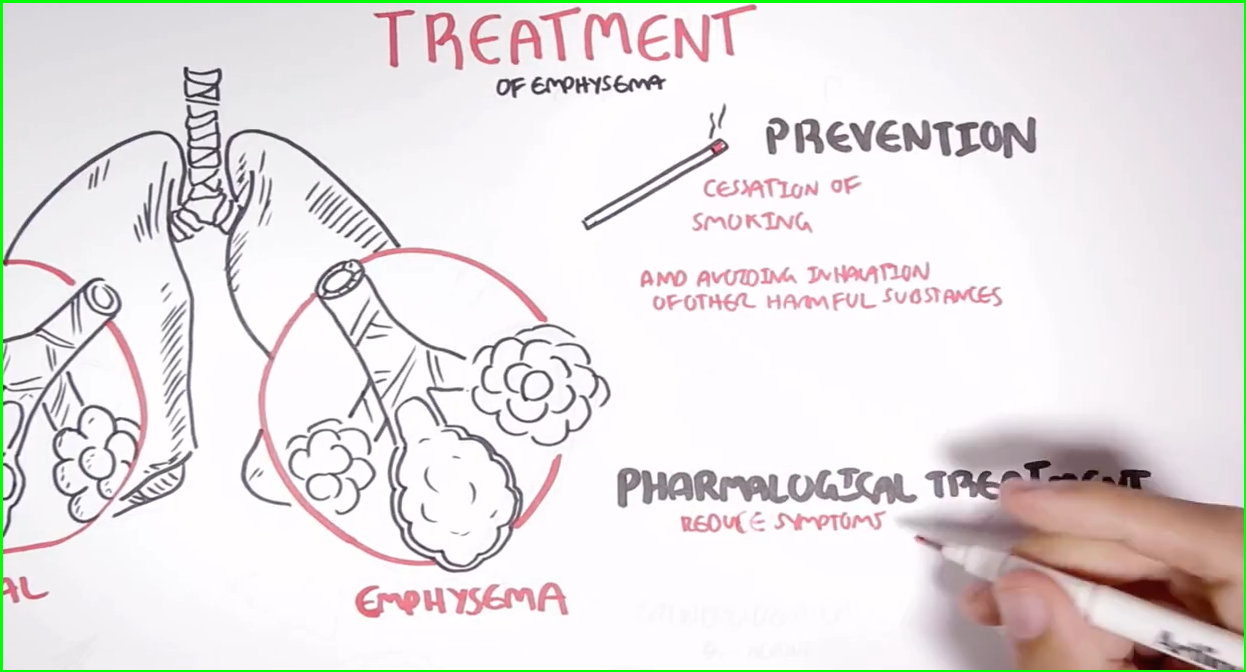 TREATMENT
OF EMPHYSEMA
PREVENTION
CESSATION OF
SMOKING
AND AVOIDING INHALATION
OF OTHER HARMFUL SUBSTANCES
PHARMALOGICAL TREATMENT
REDUCE SYMPTOMS
AL
EMPHYSEMA